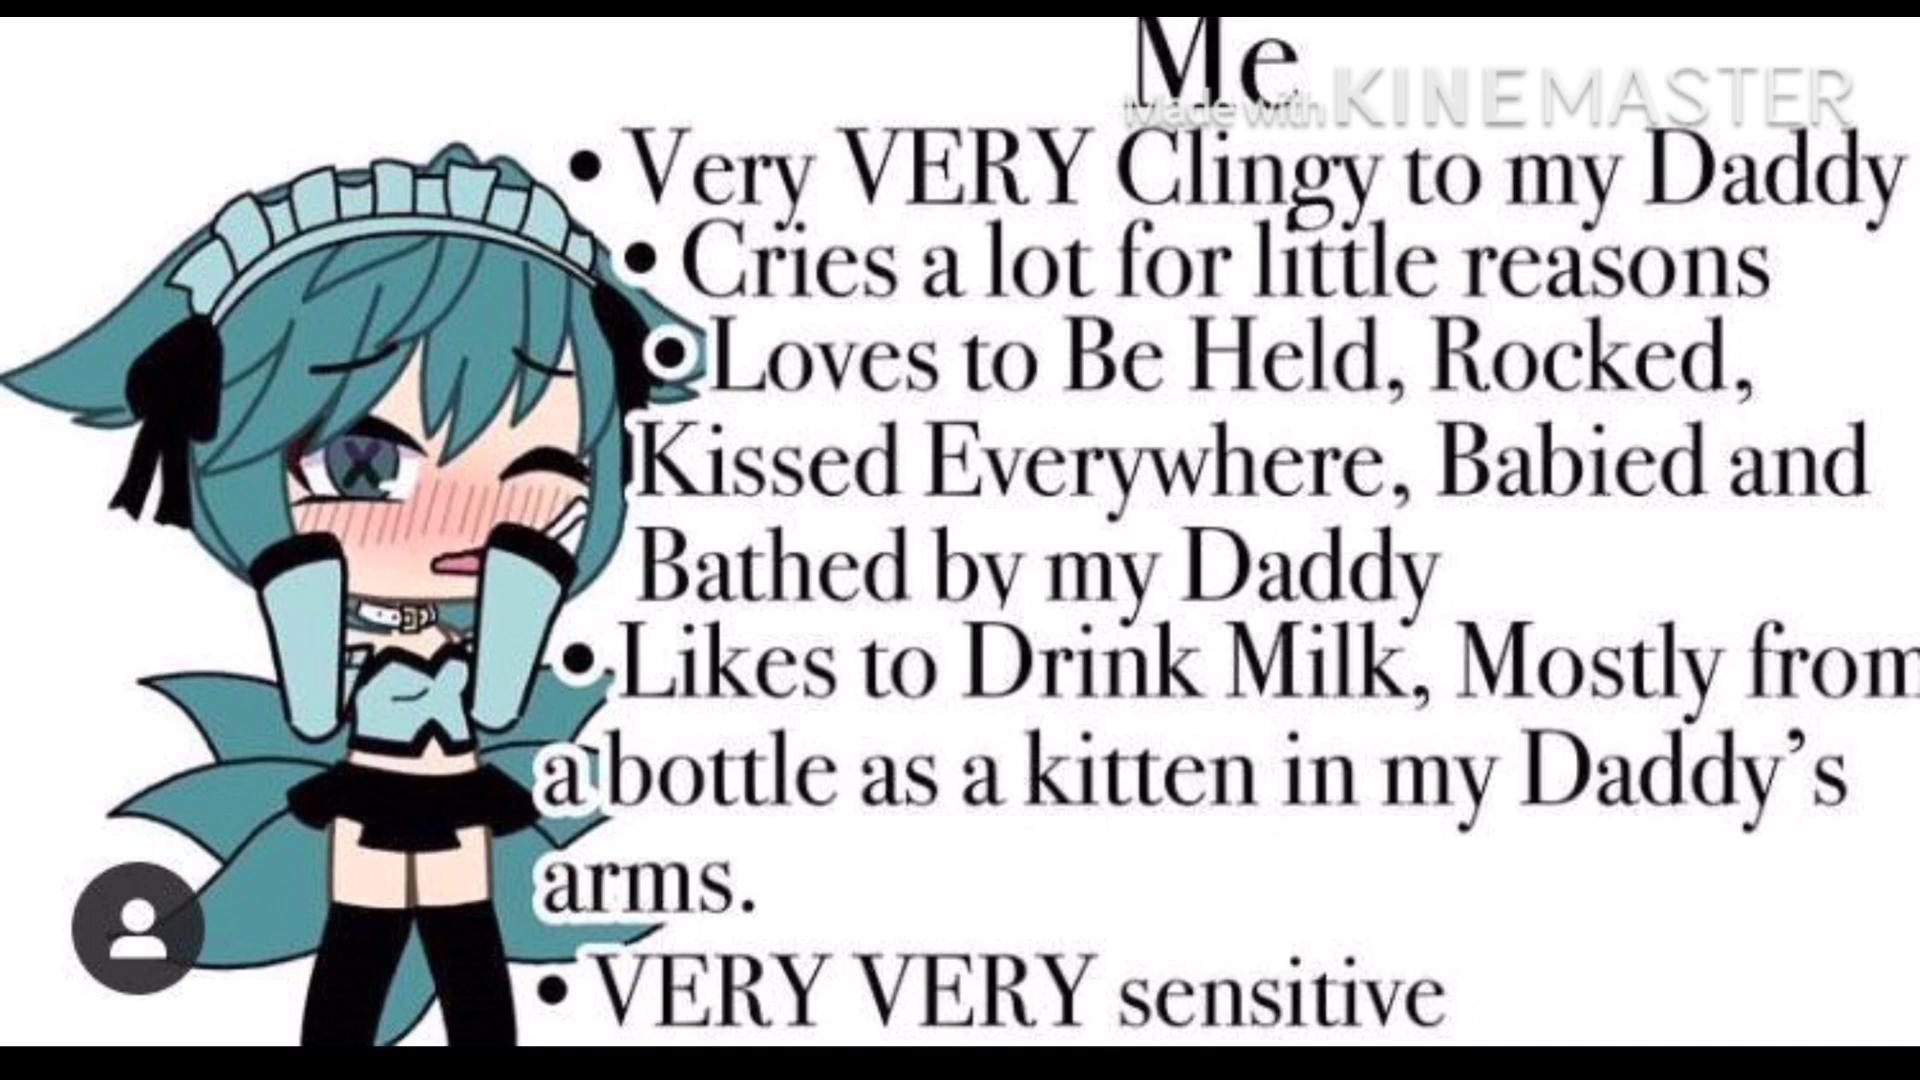 Me
Made with KINEMASTER
• Very VERY Clingy to my Daddy
• Cries a lot for little reasons
• Loves to Be Held, Rocked,
Kissed Everywhere, Babied and
Bathed by my Daddy
• Likes to Drink Milk, Mostly from
a bottle as a kitten in my Daddy's
arms.
• VERY VERY sensitive